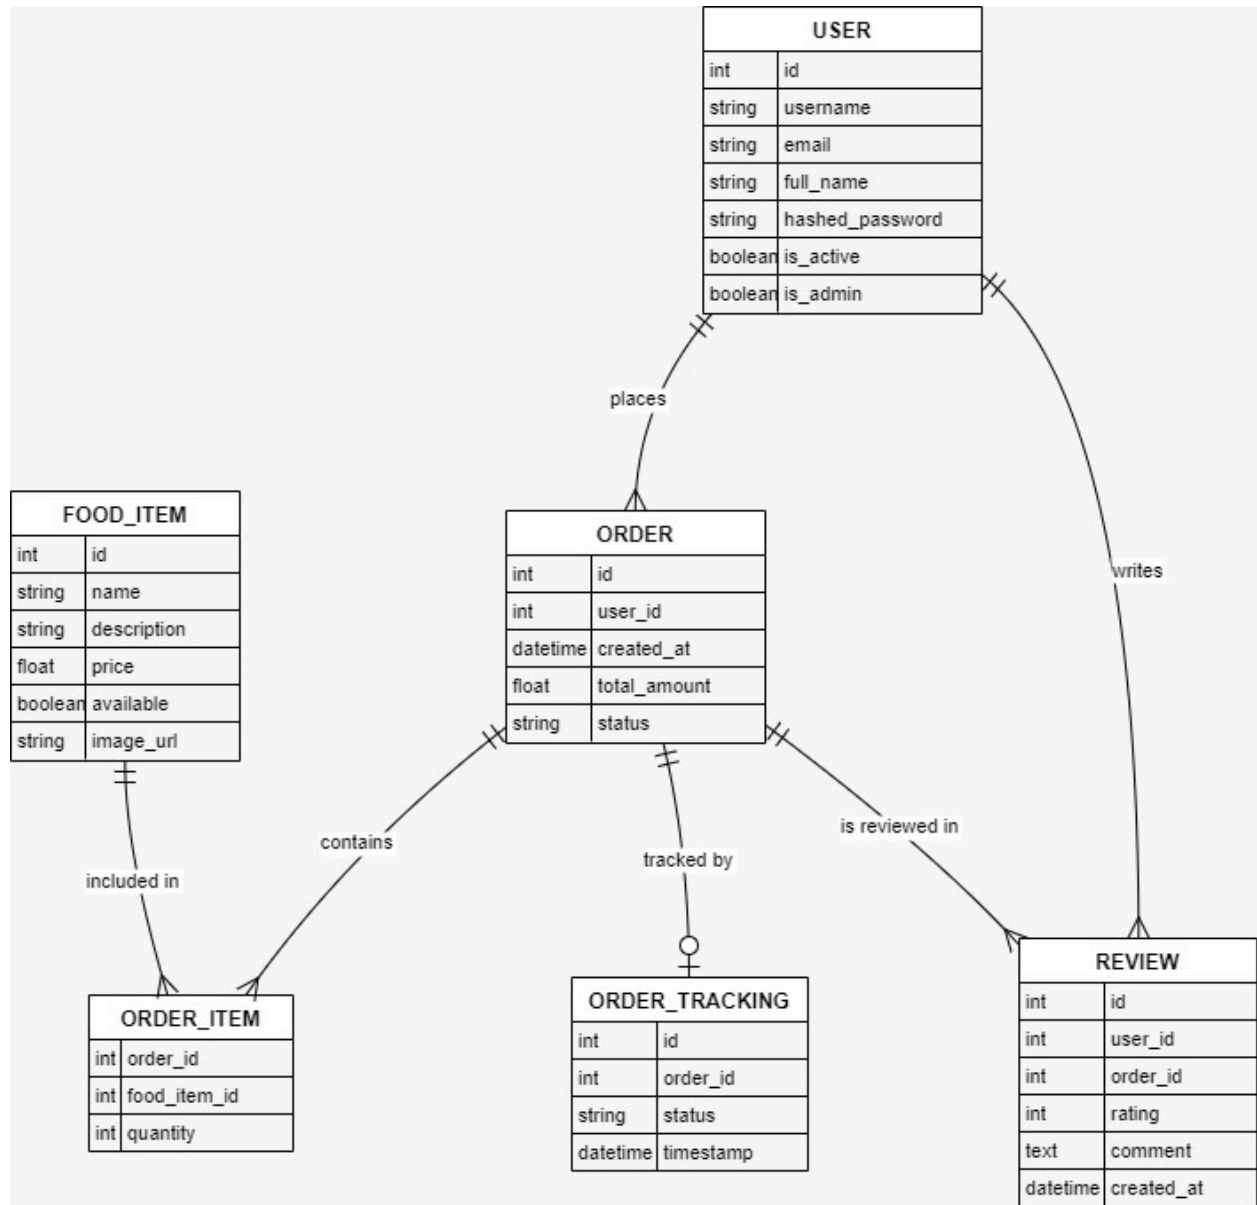 USER
int id
string username
string email
string full_name
string hashed_password
boolean is_active
boolean is_admin
places
writes
FOOD_ITEM
int id
string name
string description
float price
boolean available
string image_url
ORDER
int id
int user_id
datetime created_at
float total_amount
string status
included in
contains
tracked by
is reviewed in
ORDER_ITEM
int order_id
int food_item_id
int quantity
ORDER_TRACKING
int id
int order_id
string status
datetime timestamp
REVIEW
int id
int user_id
int order_id
int rating
text comment
datetime created_at